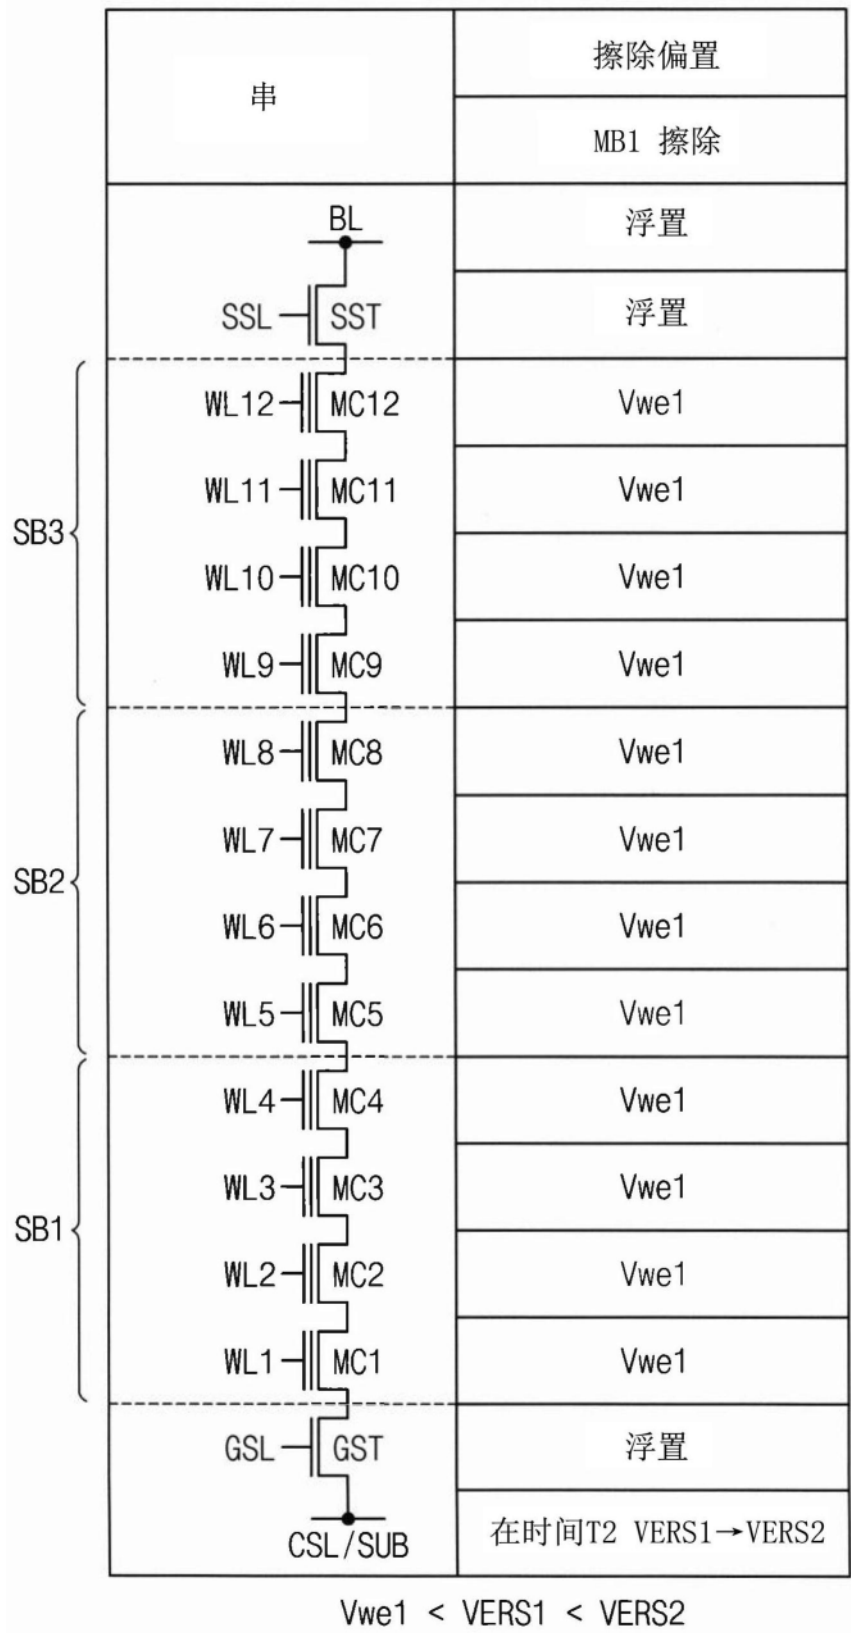 串
擦除偏置
MB1 擦除
BL
浮置
SSL SST 浮置
SB3
WL12 MC12 Vwe1
WL11 MC11 Vwe1
WL10 MC10 Vwe1
WL9 MC9 Vwe1
SB2
WL8 MC8 Vwe1
WL7 MC7 Vwe1
WL6 MC6 Vwe1
WL5 MC5 Vwe1
SB1
WL4 MC4 Vwe1
WL3 MC3 Vwe1
WL2 MC2 Vwe1
WL1 MC1 Vwe1
GSL GST 浮置
CSL/SUB 在时间T2 VERS1→VERS2
Vwe1 < VERS1 < VERS2